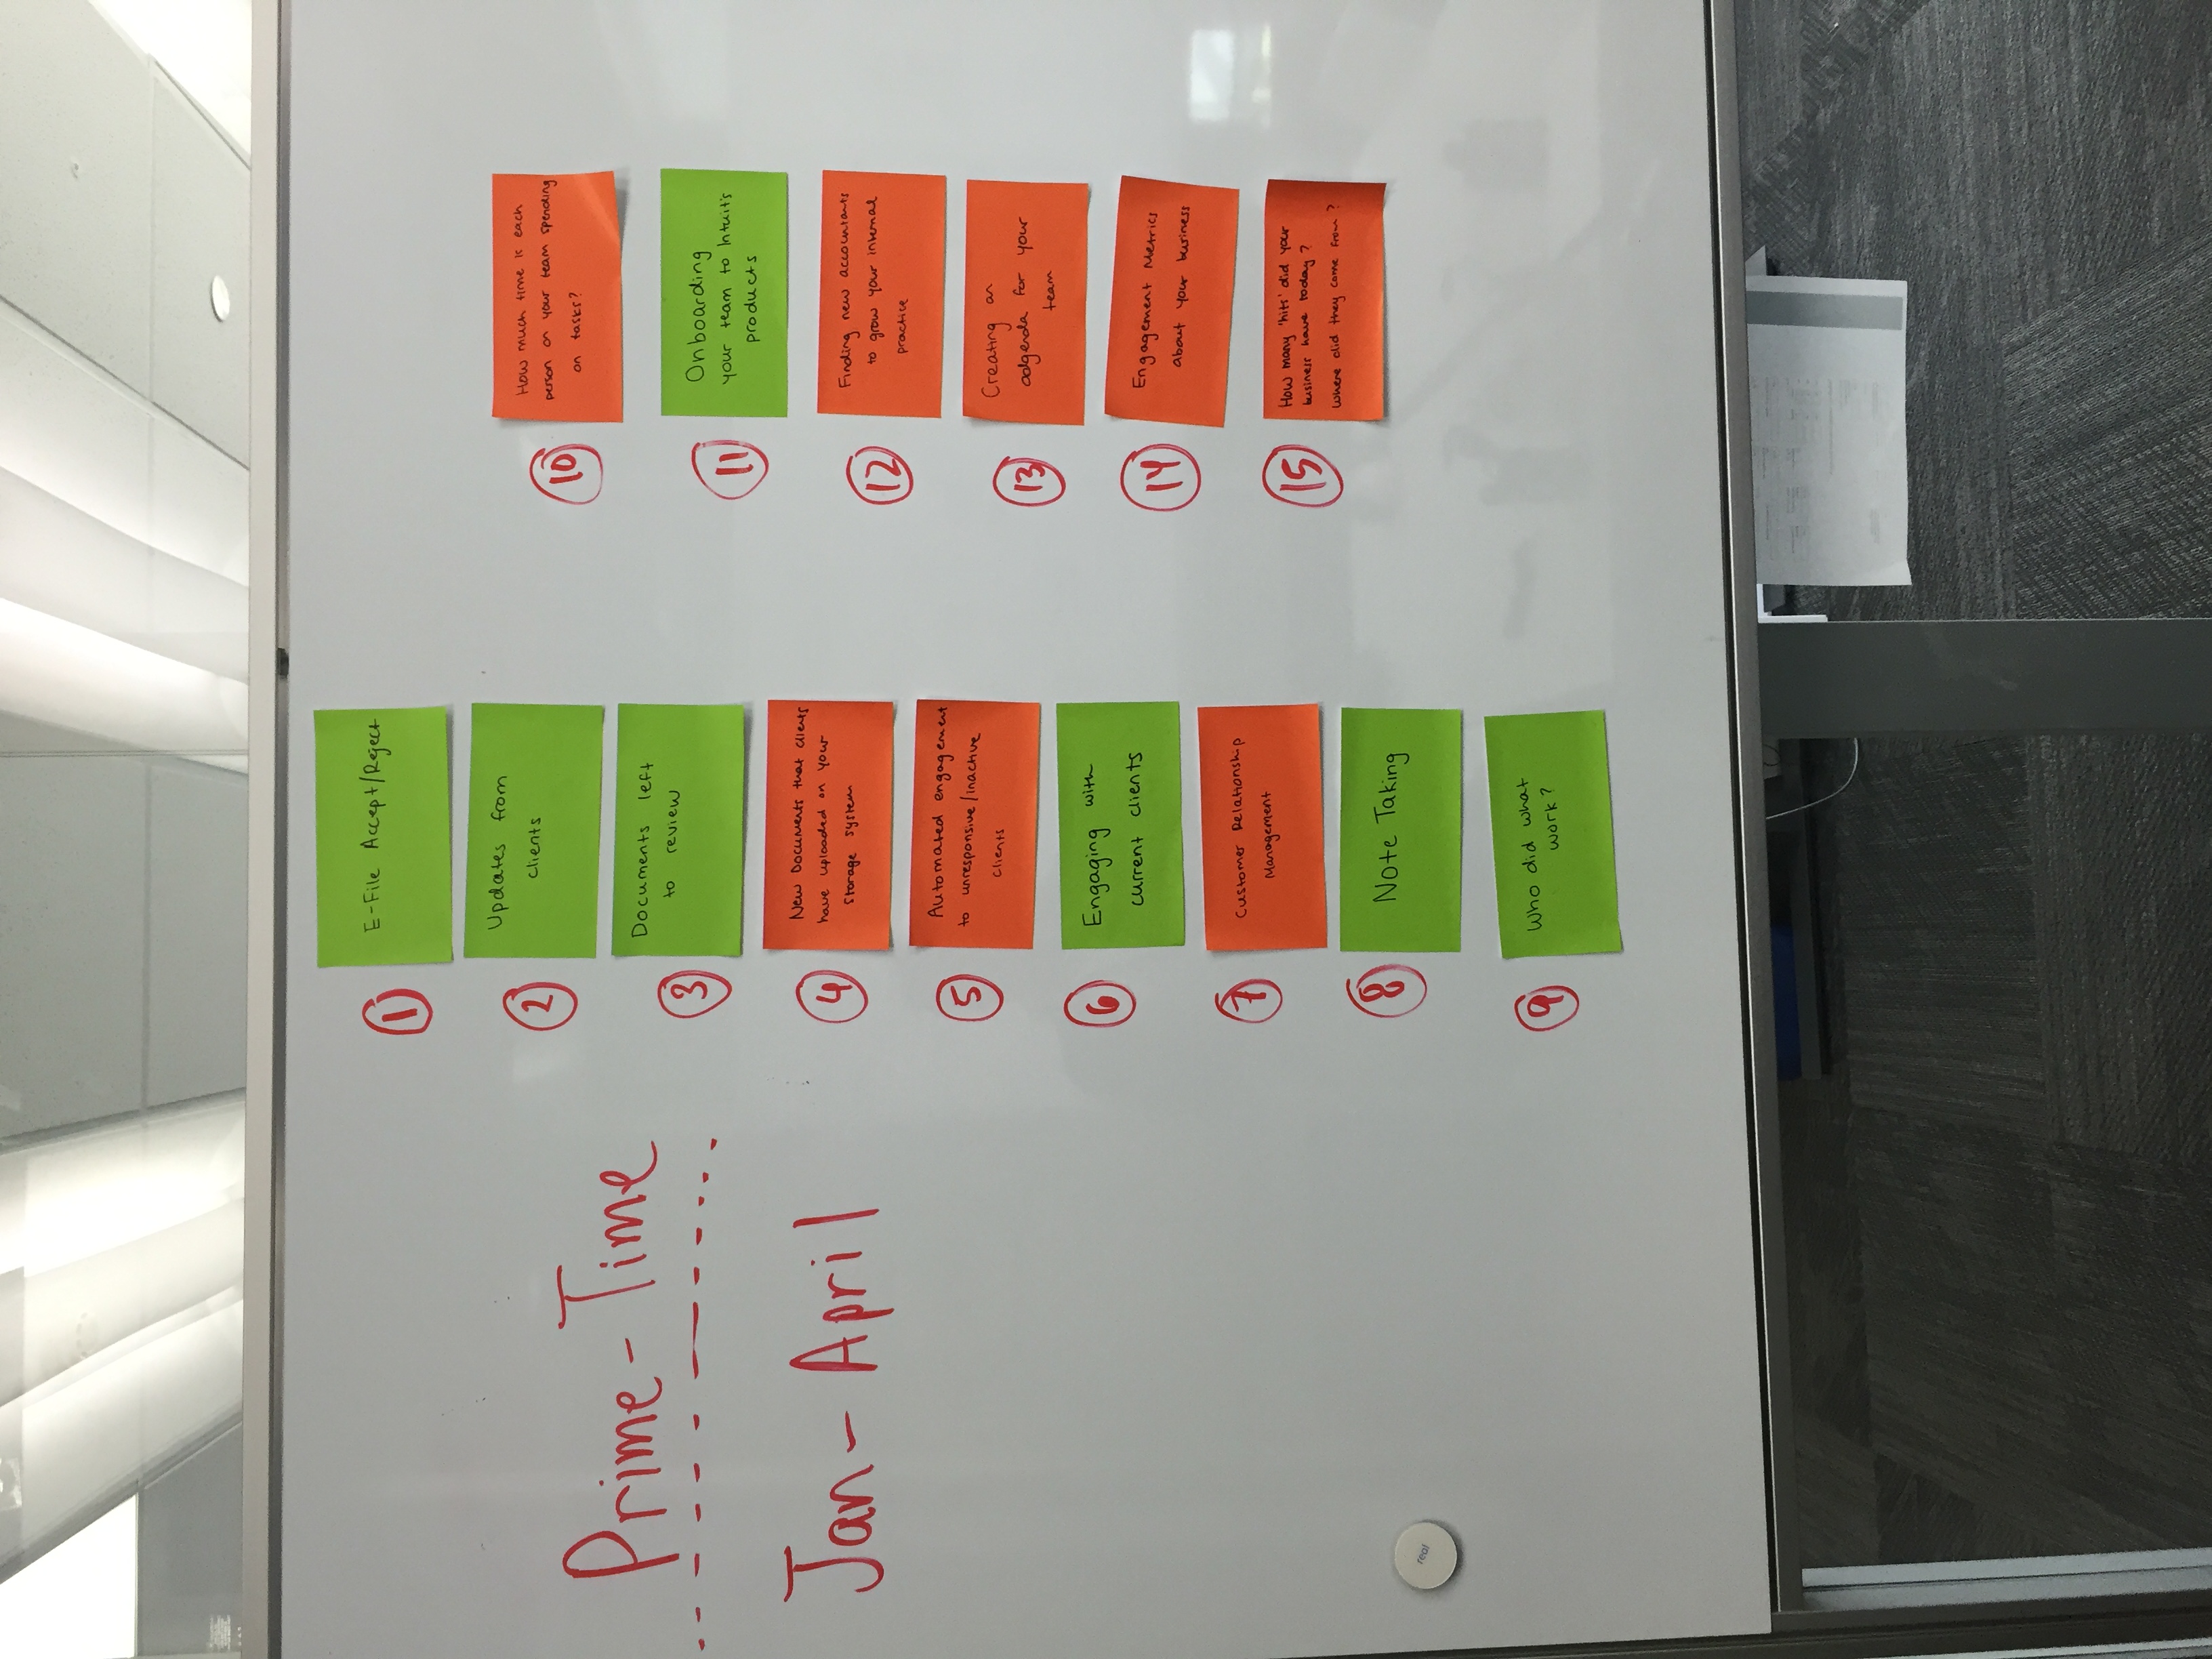 Prime-Time
Jan-April
1
E-File Accept/Reject
2
Updates from
clients
3
Documents left
to review
4
New Documents that clients
have uploaded on your
storage system
5
Automated engagement
to unresponsive/inactive
clients
6
Engaging with
current clients
7
Customer Relationship
Management
8
Note Taking
9
Who did what
work?
10
How much time is each
person on your team spending
on tasks?
11
Onboarding
your team to Intuit's
products
12
Finding new accountants
to grow your internal
practice
13
Creating an
adgenda for your
team
14
Engagement Metrics
about your business
15
How many 'hits' did your
business have today?
Where did they come from?
real